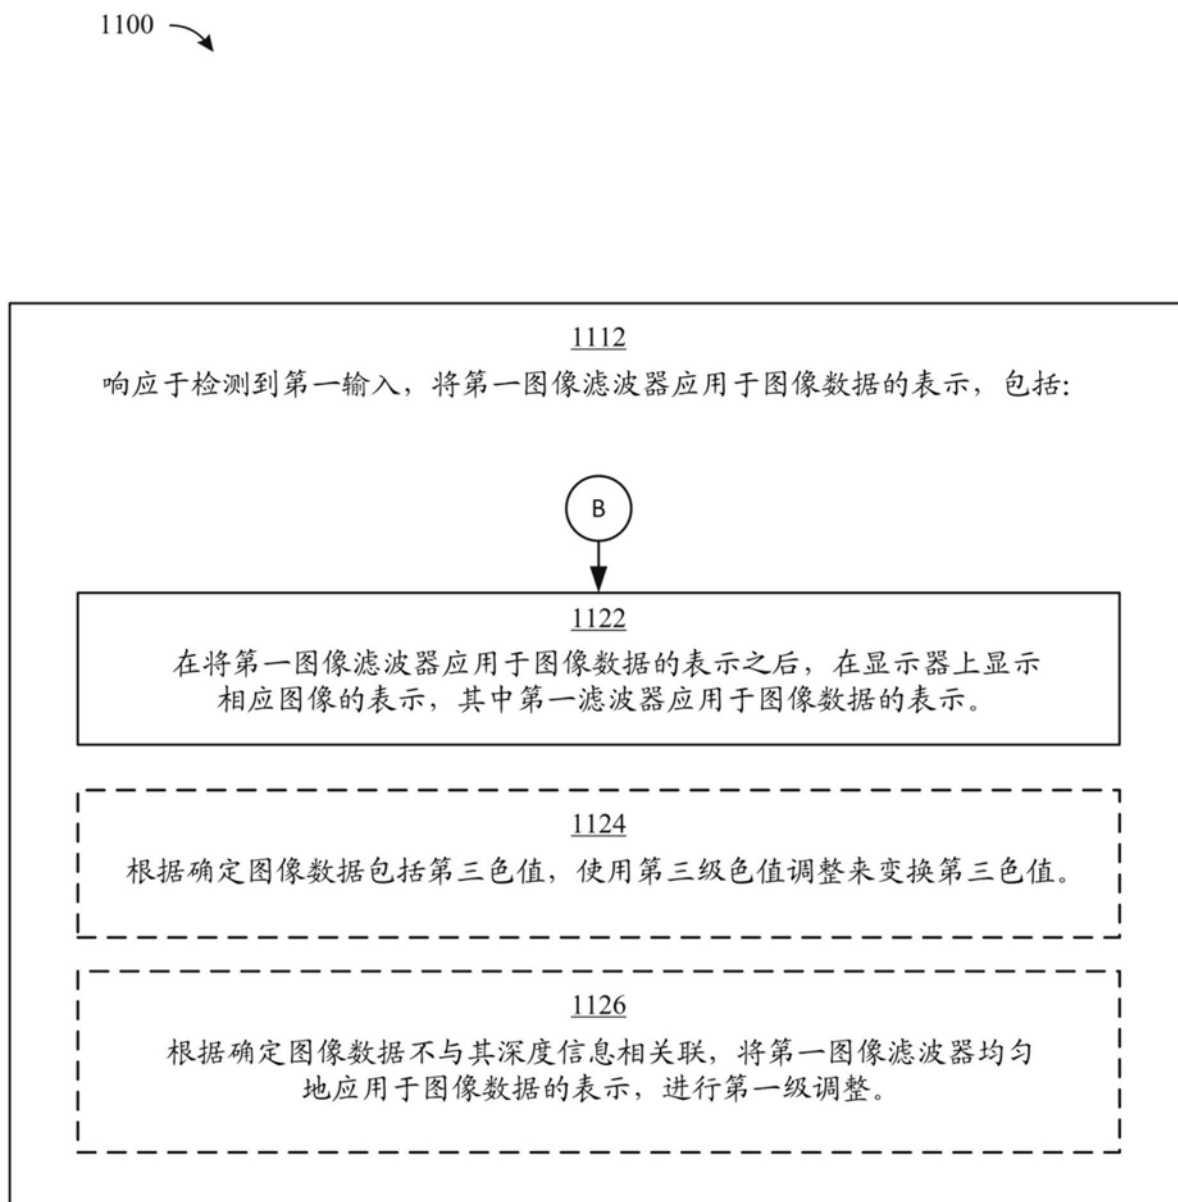 1100
1112
响应于检测到第一输入，将第一图像滤波器应用于图像数据的表示，包括：
B
1122
在将第一图像滤波器应用于图像数据的表示之后，在显示器上显示
相应图像的表示，其中第一滤波器应用于图像数据的表示。
1124
根据确定图像数据包括第三色值，使用第三级色值调整来变换第三色值。
1126
根据确定图像数据不与其深度信息相关联，将第一图像滤波器均匀
地应用于图像数据的表示，进行第一级调整。